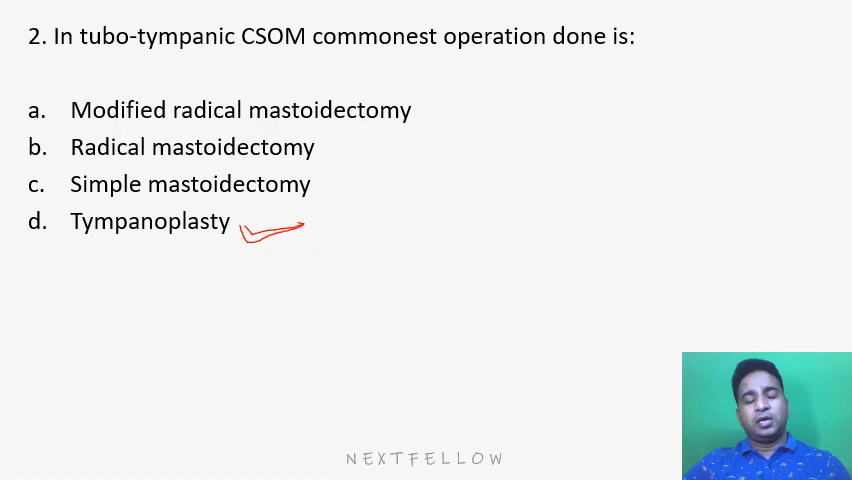 2. In tubo-tympanic CSOM commonest operation done is:
a. Modified radical mastoidectomy
b. Radical mastoidectomy
c. Simple mastoidectomy
d. Tympanoplasty
NEXTFELLOW